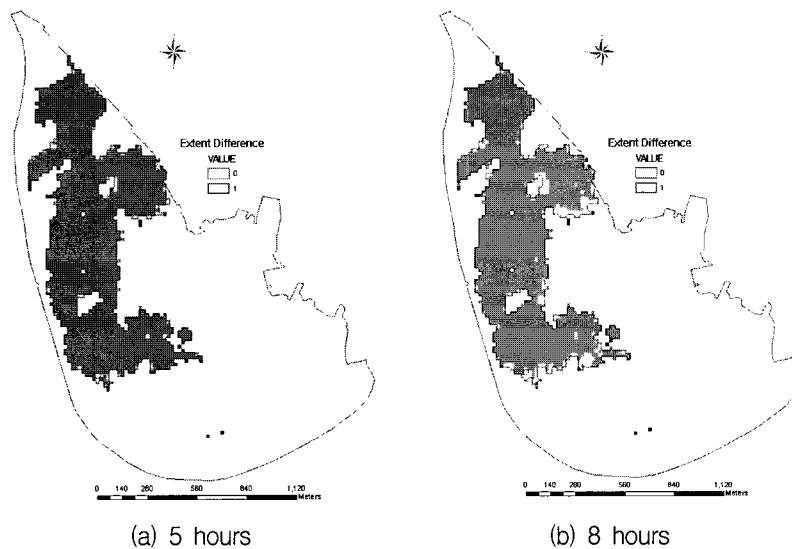 Extent Difference
VALUE
0
1
0 140 280 560 840 1,120
Meters
(a) 5 hours
Extent Difference
VALUE
0
1
0 140 280 560 840 1,120
Meters
(b) 8 hours